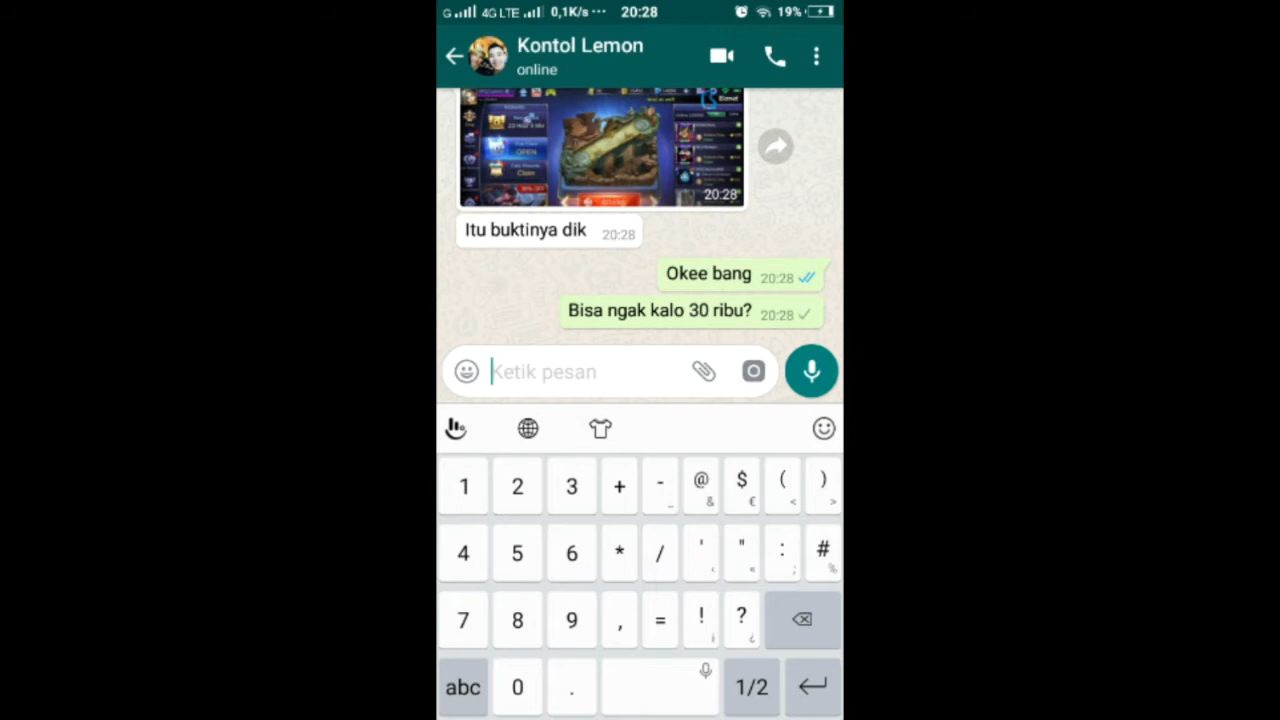 G 4G LTE 0,1K/s ··· 20:28 19%
Kontol Lemon
online
OPEN
Claim
20:28
Itu buktinya dik 20:28
Okee bang 20:28
Bisa ngak kalo 30 ribu? 20:28
Ketik pesan
1 2 3 + - _ @ & $ € ( < ) >
4 5 6 * / ' ‹ " « : ; # %
7 8 9 , = ! ¡ ? ¿
abc 0 . 1/2